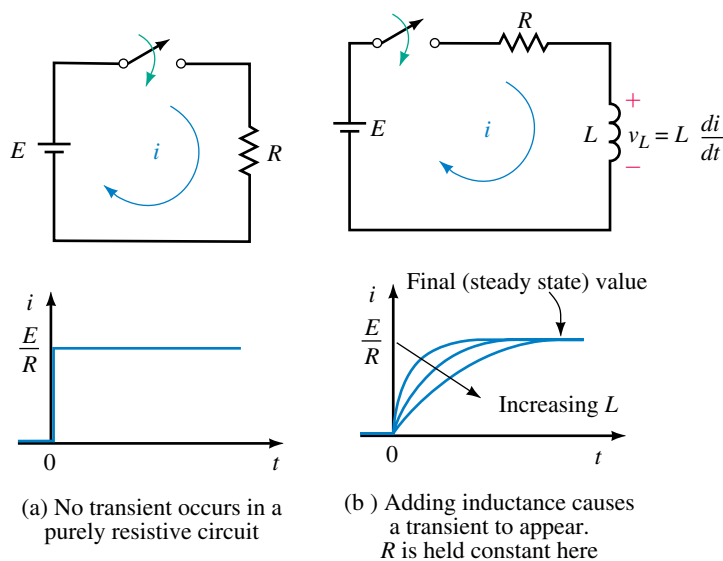 E
i
R
R
E
i
L
+
v_L = L di/dt
−
i
E/R
0
t
(a) No transient occurs in a
purely resistive circuit
Final (steady state) value
i
E/R
Increasing L
0
t
(b ) Adding inductance causes
a transient to appear.
R is held constant here